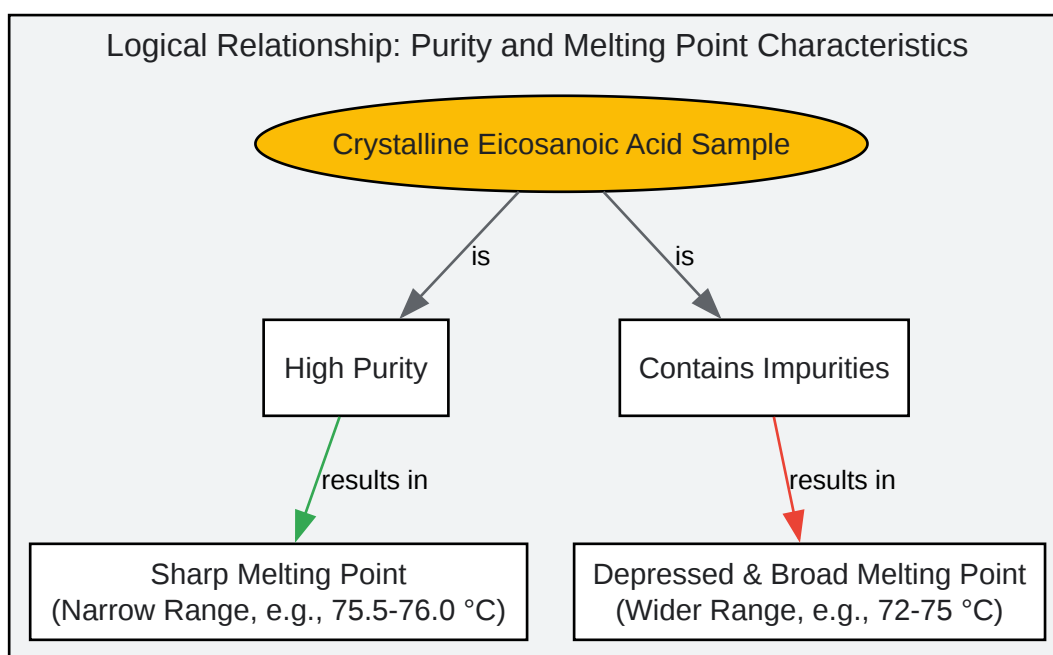 Logical Relationship: Purity and Melting Point Characteristics
Crystalline Eicosanoic Acid Sample
is
is
High Purity
Contains Impurities
results in
results in
Sharp Melting Point
(Narrow Range, e.g., 75.5-76.0 °C)
Depressed & Broad Melting Point
(Wider Range, e.g., 72-75 °C)